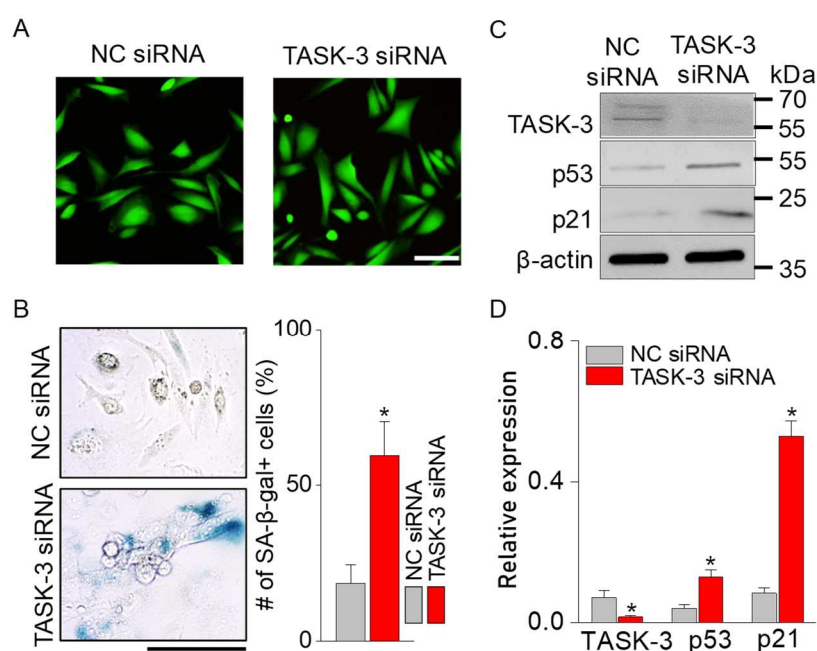 A
NC siRNA
TASK-3 siRNA
B
NC siRNA
TASK-3 siRNA
# of SA-β-gal+ cells (%)
100
50
0
NC siRNA
TASK-3 siRNA
*
C
NC
siRNA
TASK-3
siRNA
kDa
TASK-3
70
55
p53
55
p21
25
β-actin
35
D
Relative expression
0.8
0.4
0.0
NC siRNA
TASK-3 siRNA
*
*
*
TASK-3
p53
p21